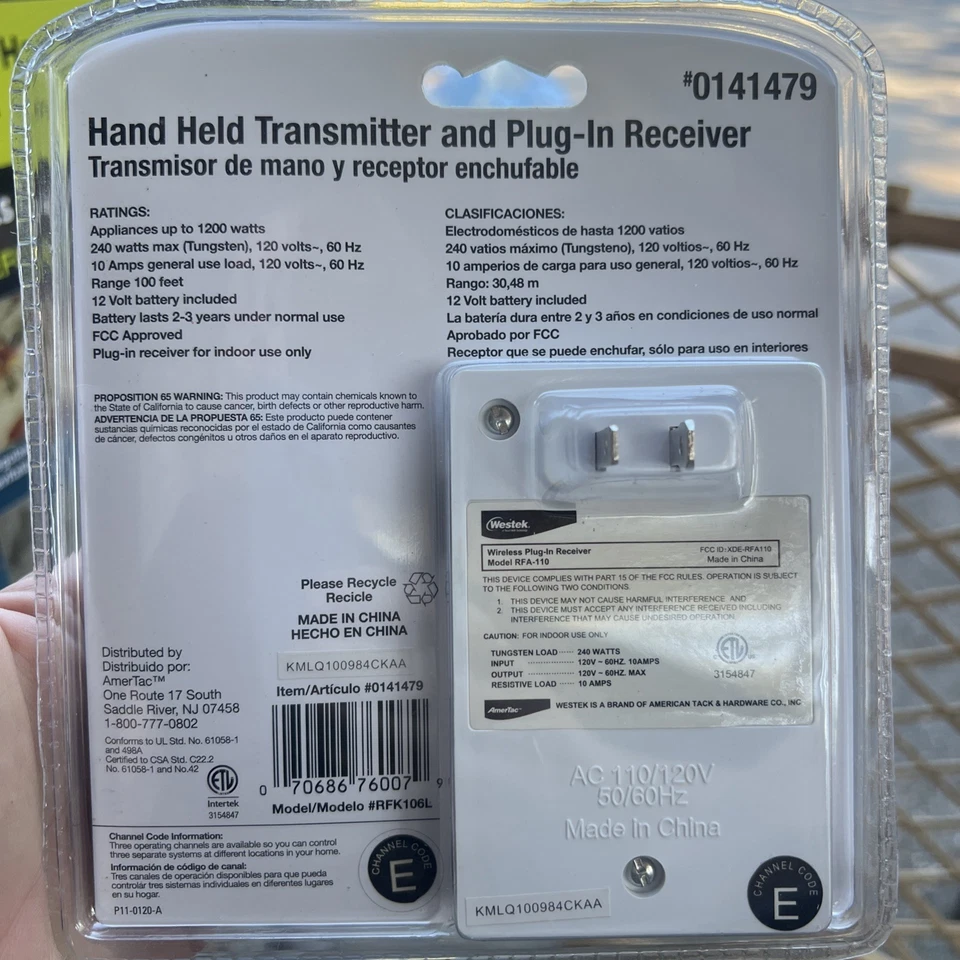 #0141479
Hand Held Transmitter and Plug-In Receiver
Transmisor de mano y receptor enchufable
RATINGS:
Appliances up to 1200 watts
240 watts max (Tungsten), 120 volts~, 60 Hz
10 Amps general use load, 120 volts~, 60 Hz
Range 100 feet
12 Volt battery included
Battery lasts 2-3 years under normal use
FCC Approved
Plug-in receiver for indoor use only
CLASIFICACIONES:
Electrodomésticos de hasta 1200 vatios
240 vatios máximo (Tungsteno), 120 voltios~, 60 Hz
10 amperios de carga para uso general, 120 voltios~, 60 Hz
Rango: 30,48 m
12 Volt battery included
La batería dura entre 2 y 3 años en condiciones de uso normal
Aprobado por FCC
Receptor que se puede enchufar, sólo para uso en interiores
PROPOSITION 65 WARNING: This product may contain chemicals known to
the State of California to cause cancer, birth defects or other reproductive harm.
ADVERTENCIA DE LA PROPUESTA 65: Este producto puede contener
sustancias químicas reconocidas por el estado de California como causantes
de cáncer, defectos congénitos u otros daños en el aparato reproductivo.
Please Recycle
Recicle
MADE IN CHINA
HECHO EN CHINA
KMLQ100984CKAA
Item/Artículo #0141479
0 70686 76007 9
Model/Modelo #RFK106L
Distributed by
Distribuido por:
AmerTac™
One Route 17 South
Saddle River, NJ 07458
1-800-777-0802
Conforms to UL Std. No. 61058-1
and 498A
Certified to CSA Std. C22.2
No. 61058-1 and No.42
ETL
Intertek
3154847
Channel Code Information:
Three operating channels are available so you can control
three separate systems at different locations in your home.
Información de código de canal:
Tres canales de operación disponibles para que pueda
controlar tres sistemas individuales en diferentes lugares
en su hogar.
P11-0120-A
CHANNEL CODE
E
Westek
Wireless Plug-In Receiver
Model RFA-110
FCC ID: XDE-RFA110
Made in China
THIS DEVICE COMPLIES WITH PART 15 OF THE FCC RULES. OPERATION IS SUBJECT
TO THE FOLLOWING TWO CONDITIONS.
1. THIS DEVICE MAY NOT CAUSE HARMFUL INTERFERENCE. AND
2. THIS DEVICE MUST ACCEPT ANY INTERFERENCE RECEIVED INCLUDING
INTERFERENCE THAT MAY CAUSE UNDESIRED OPERATION.
CAUTION: FOR INDOOR USE ONLY
TUNGSTEN LOAD ······ 240 WATTS
INPUT ·················· 120V ~ 60HZ. 10AMPS
OUTPUT ················ 120V ~ 60HZ. MAX
RESISTIVE LOAD ······ 10 AMPS
ETL
3154847
AmerTac
WESTEK IS A BRAND OF AMERICAN TACK & HARDWARE CO., INC
AC 110/120V
50/60Hz
Made in China
KMLQ100984CKAA
CHANNEL CODE
E